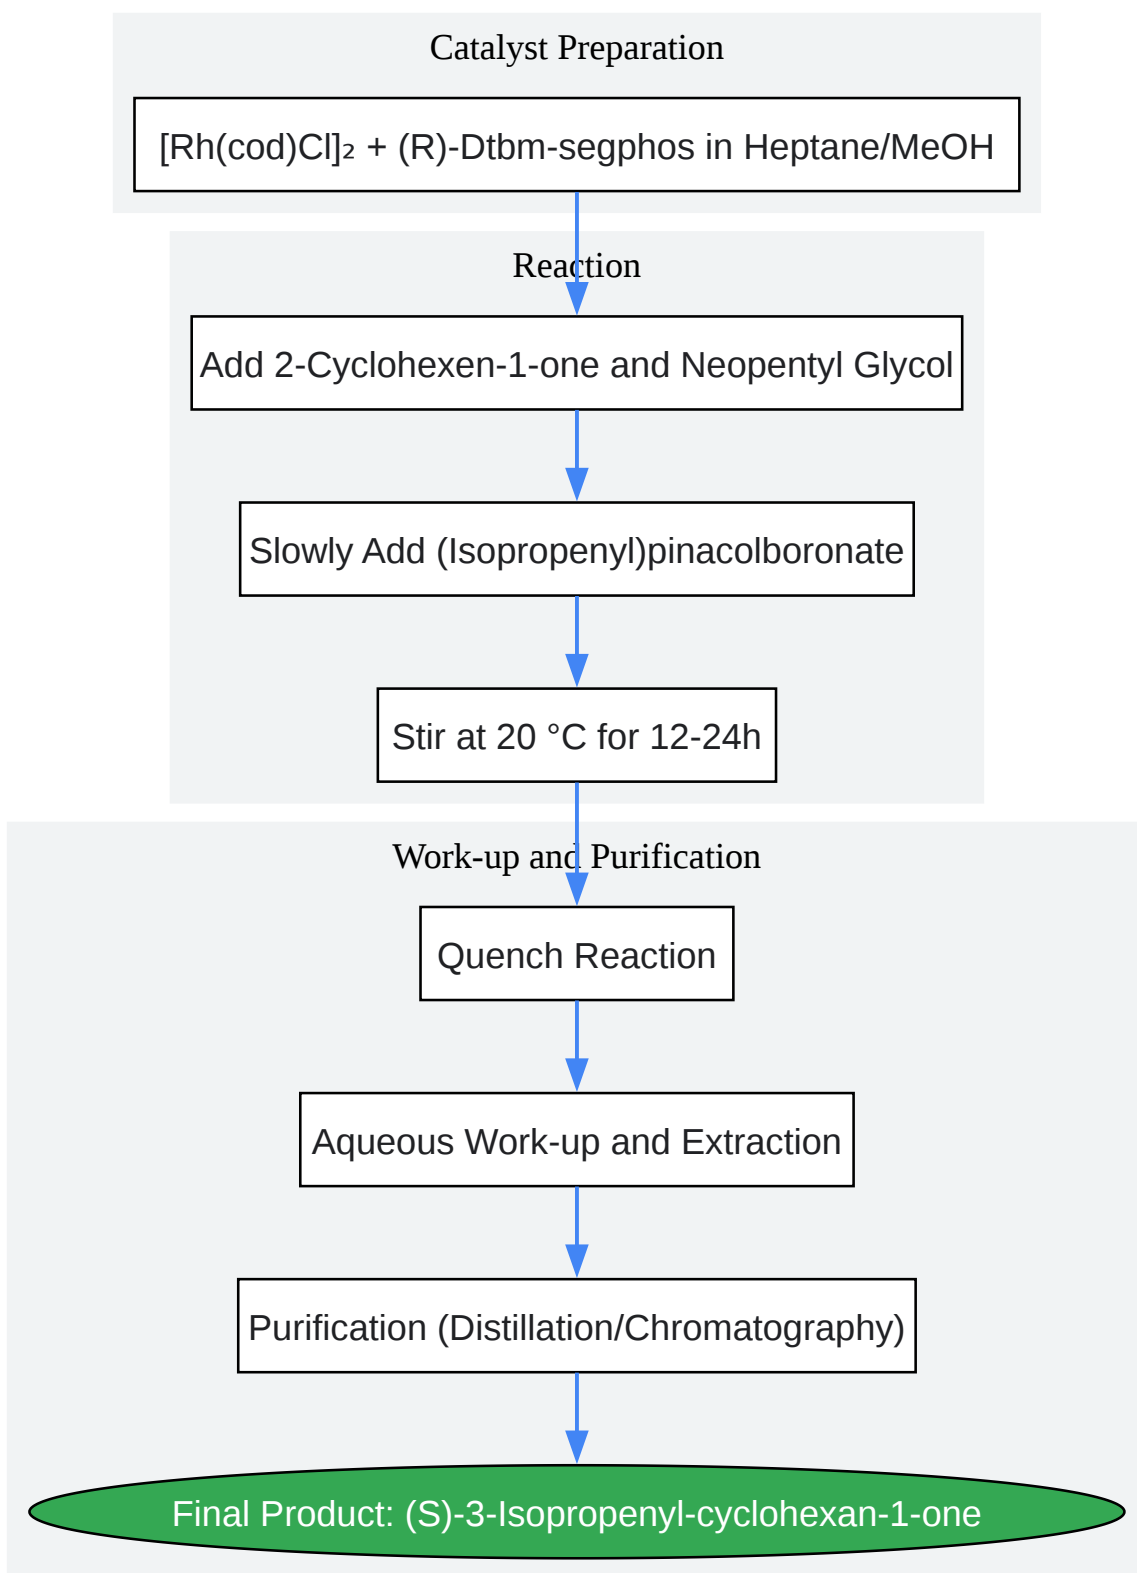 Catalyst Preparation
[Rh(cod)Cl]₂ + (R)-Dtbm-segphos in Heptane/MeOH
Reaction
Add 2-Cyclohexen-1-one and Neopentyl Glycol
Slowly Add (Isopropenyl)pinacolboronate
Stir at 20 °C for 12-24h
Work-up and Purification
Quench Reaction
Aqueous Work-up and Extraction
Purification (Distillation/Chromatography)
Final Product: (S)-3-Isopropenyl-cyclohexan-1-one